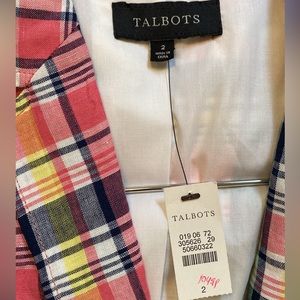 TALBOTS
2
MADE IN
CHINA
TALBOTS
019 06 72
305626 29
50660322
2